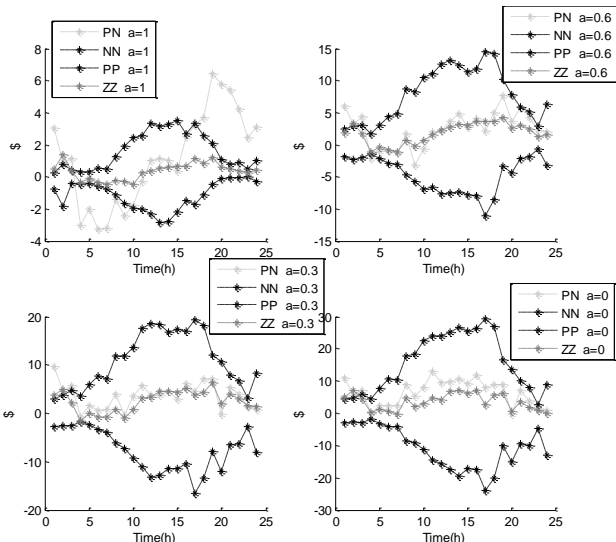 8
6
4
2
0
-2
-4
$
0 5 10 15 20 25
Time(h)
PN a=1
NN a=1
PP a=1
ZZ a=1
15
10
5
0
-5
-10
-15
$
0 5 10 15 20 25
Time(h)
PN a=0.6
NN a=0.6
PP a=0.6
ZZ a=0.6
20
10
0
-10
-20
$
0 5 10 15 20 25
Time(h)
PN a=0.3
NN a=0.3
PP a=0.3
ZZ a=0.3
30
20
10
0
-10
-20
-30
$
0 5 10 15 20 25
Time(h)
PN a=0
NN a=0
PP a=0
ZZ a=0